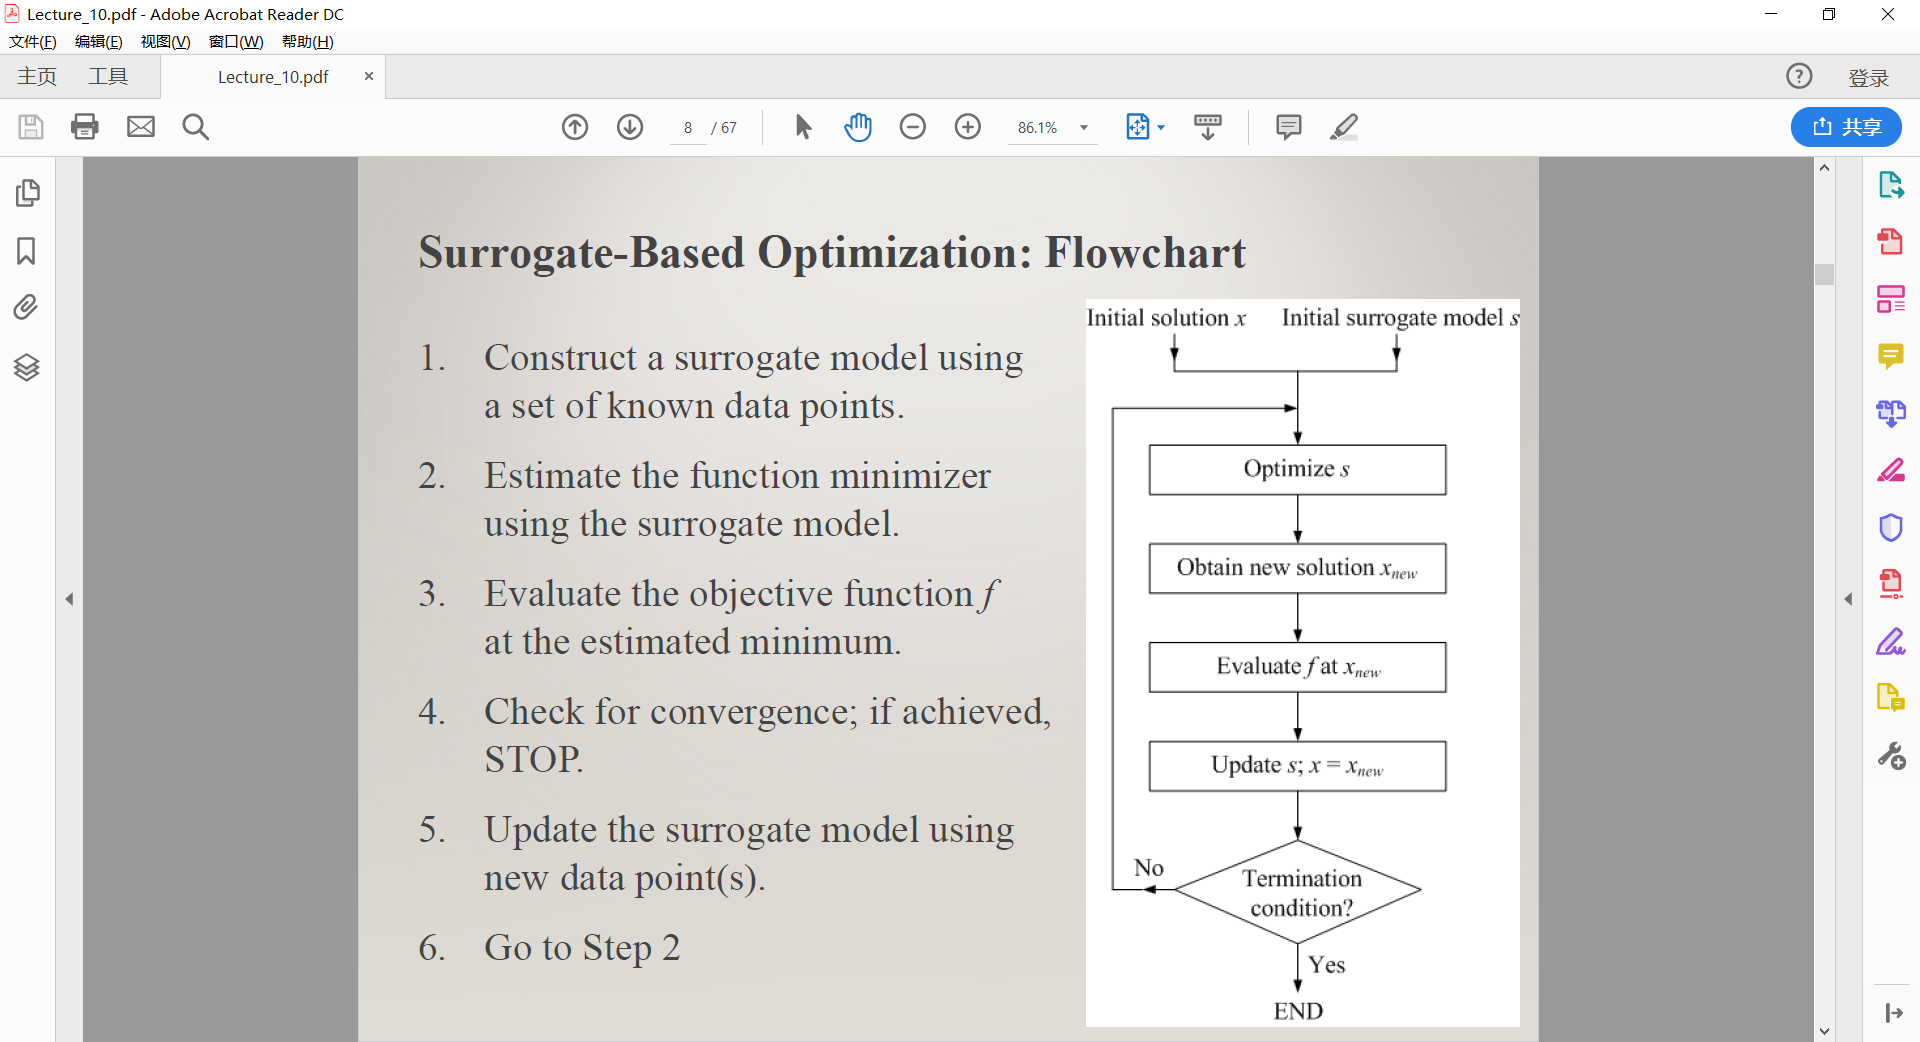 Lecture_10.pdf - Adobe Acrobat Reader DC
文件(F) 编辑(E) 视图(V) 窗口(W) 帮助(H)
主页 工具 Lecture_10.pdf × ? 登录
8 / 67 86.1% 共享
Surrogate-Based Optimization: Flowchart
1. Construct a surrogate model using
a set of known data points.
2. Estimate the function minimizer
using the surrogate model.
3. Evaluate the objective function f
at the estimated minimum.
4. Check for convergence; if achieved,
STOP.
5. Update the surrogate model using
new data point(s).
6. Go to Step 2
Initial solution x Initial surrogate model s
Optimize s
Obtain new solution xnew
Evaluate f at xnew
Update s; x = xnew
Termination
condition?
No
Yes
END